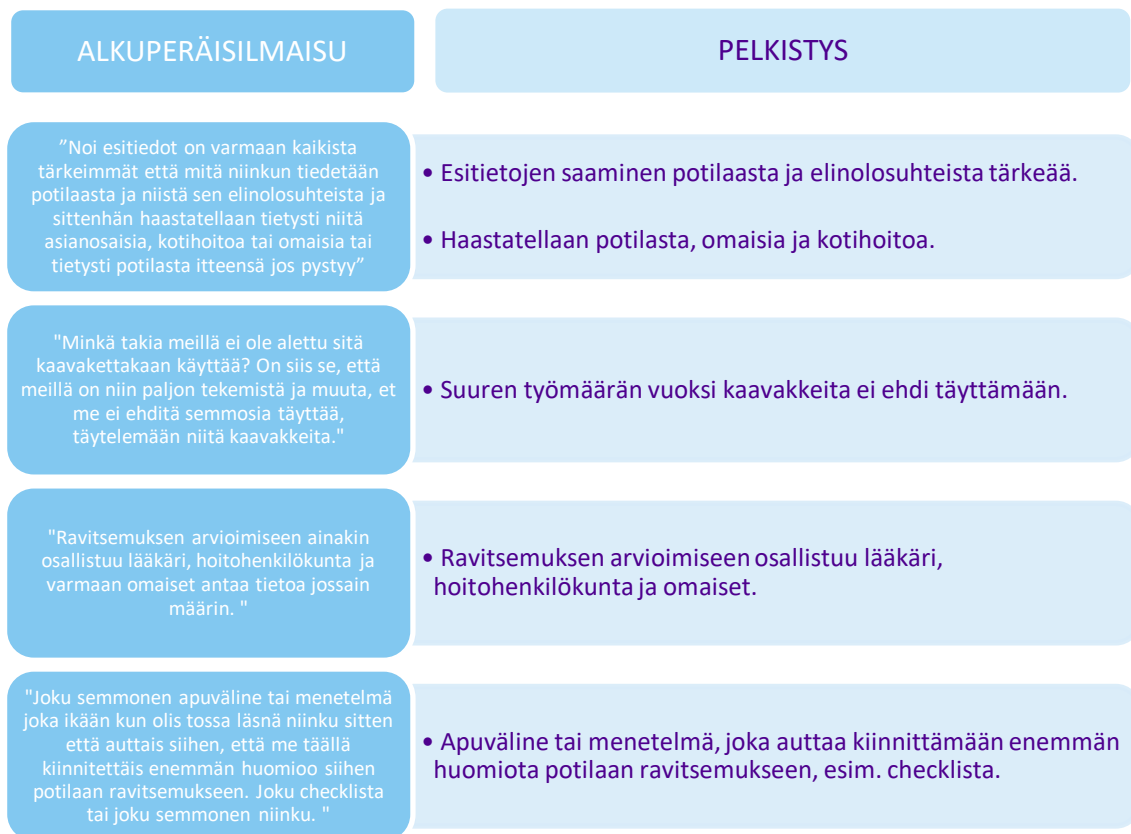 ALKUPERÄISILMAISU
PELKISTYS
”Noi esitiedot on varmaan kaikista
tärkeimmät että mitä niinkun tiedetään
potilaasta ja niistä sen elinolosuhteista ja
sittenhän haastatellaan tietysti niitä
asianosaisia, kotihoitoa tai omaisia tai
tietysti potilasta itteensä jos pystyy”
• Esitietojen saaminen potilaasta ja elinolosuhteista tärkeää.
• Haastatellaan potilasta, omaisia ja kotihoitoa.
"Minkä takia meillä ei ole alettu sitä
kaavakettakaan käyttää? On siis se, että
meillä on niin paljon tekemistä ja muuta, et
me ei ehditä semmosia täyttää,
täytelemään niitä kaavakkeita."
• Suuren työmäärän vuoksi kaavakkeita ei ehdi täyttämään.
"Ravitsemuksen arvioimiseen ainakin
osallistuu lääkäri, hoitohenkilökunta ja
varmaan omaiset antaa tietoa jossain
määrin. "
• Ravitsemuksen arvioimiseen osallistuu lääkäri,
hoitohenkilökunta ja omaiset.
"Joku semmonen apuväline tai menetelmä
joka ikään kun olis tossa läsnä niinku sitten
että auttais siihen, että me täällä
kiinnitettäis enemmän huomioo siihen
potilaan ravitsemukseen. Joku checklista
tai joku semmonen niinku. "
• Apuväline tai menetelmä, joka auttaa kiinnittämään enemmän
huomiota potilaan ravitsemukseen, esim. checklista.